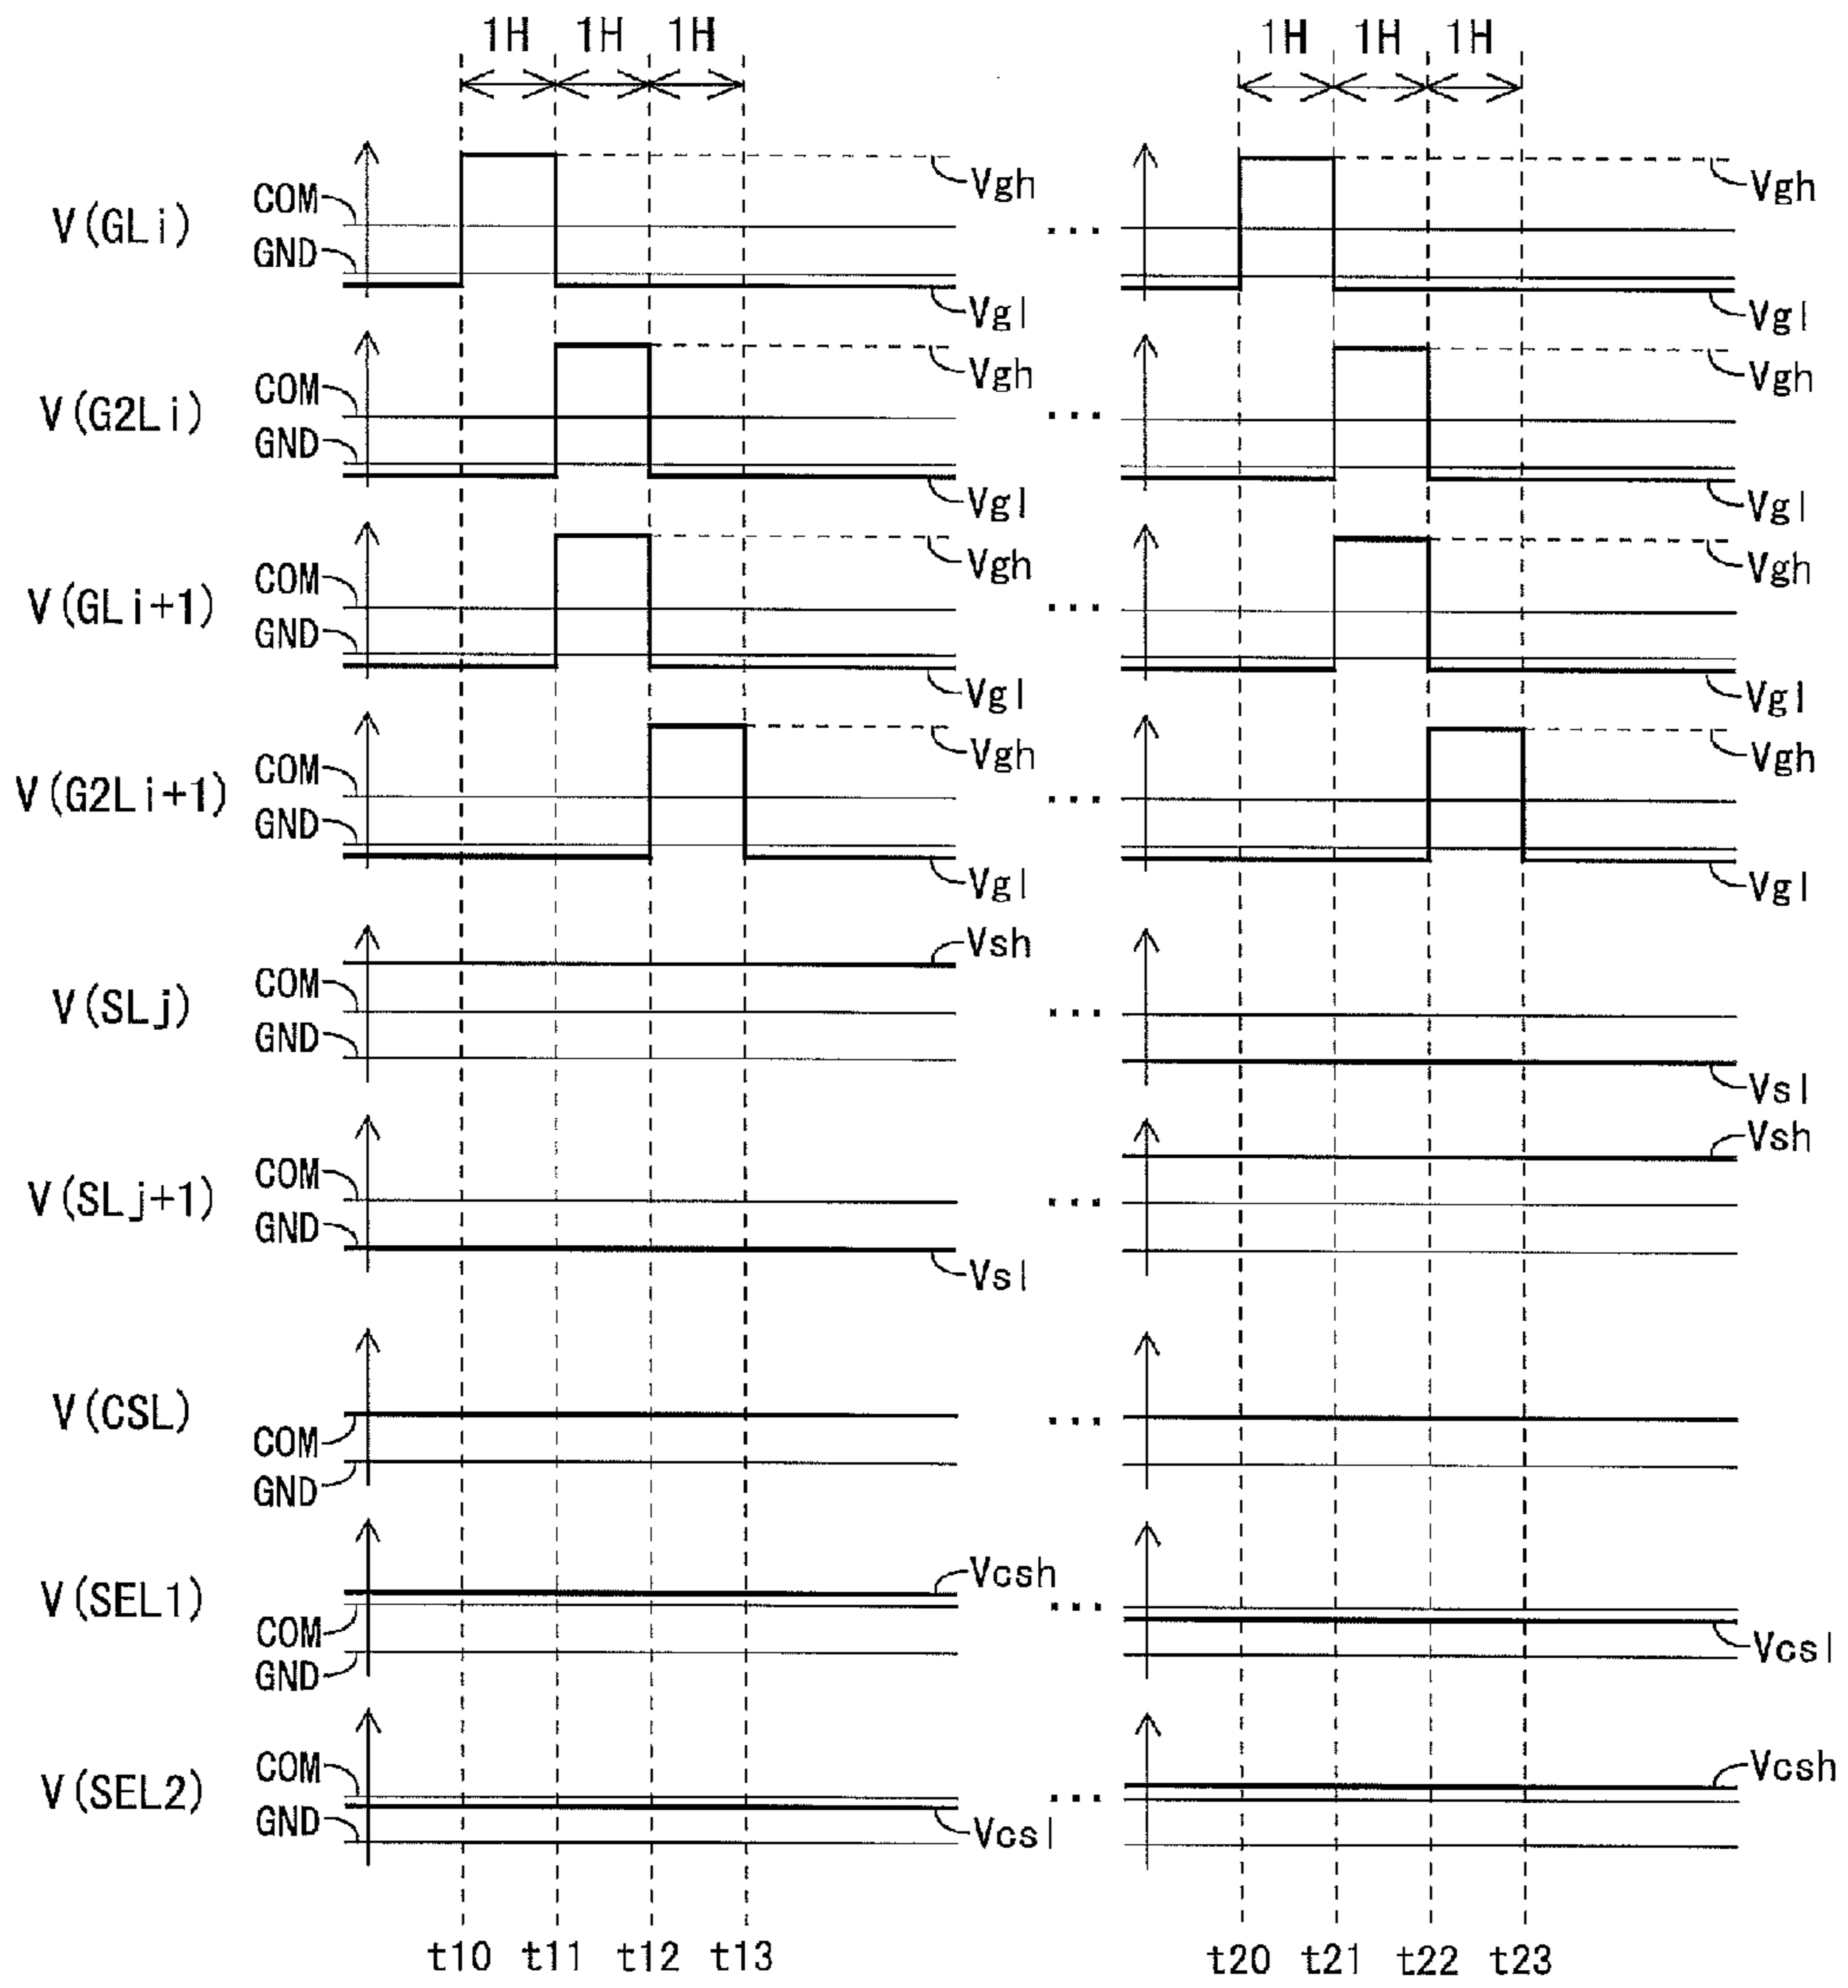 1H 1H 1H 1H 1H 1H
V(GLi) COM GND Vgh Vgl ... Vgh Vgl
V(G2Li) COM GND Vgh Vgl ... Vgh Vgl
V(GLi+1) COM GND Vgh Vgl ... Vgh Vgl
V(G2Li+1) COM GND Vgh Vgl ... Vgh Vgl
V(SLj) COM GND Vsh ... Vsl
V(SLj+1) COM GND Vsl ... Vsh
V(CSL) COM GND ...
V(SEL1) COM GND Vcsh ... Vcsl
V(SEL2) COM GND Vcsl ... Vcsh
t10 t11 t12 t13 t20 t21 t22 t23